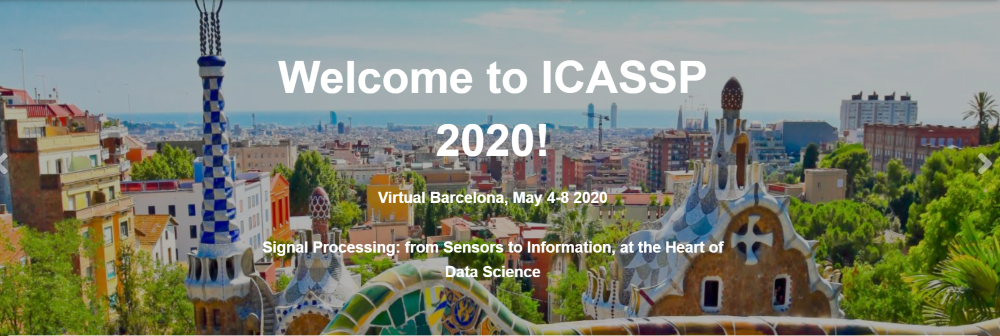 Welcome to ICASSP
2020!
Virtual Barcelona, May 4-8 2020
Signal Processing: from Sensors to Information, at the Heart of
Data Science